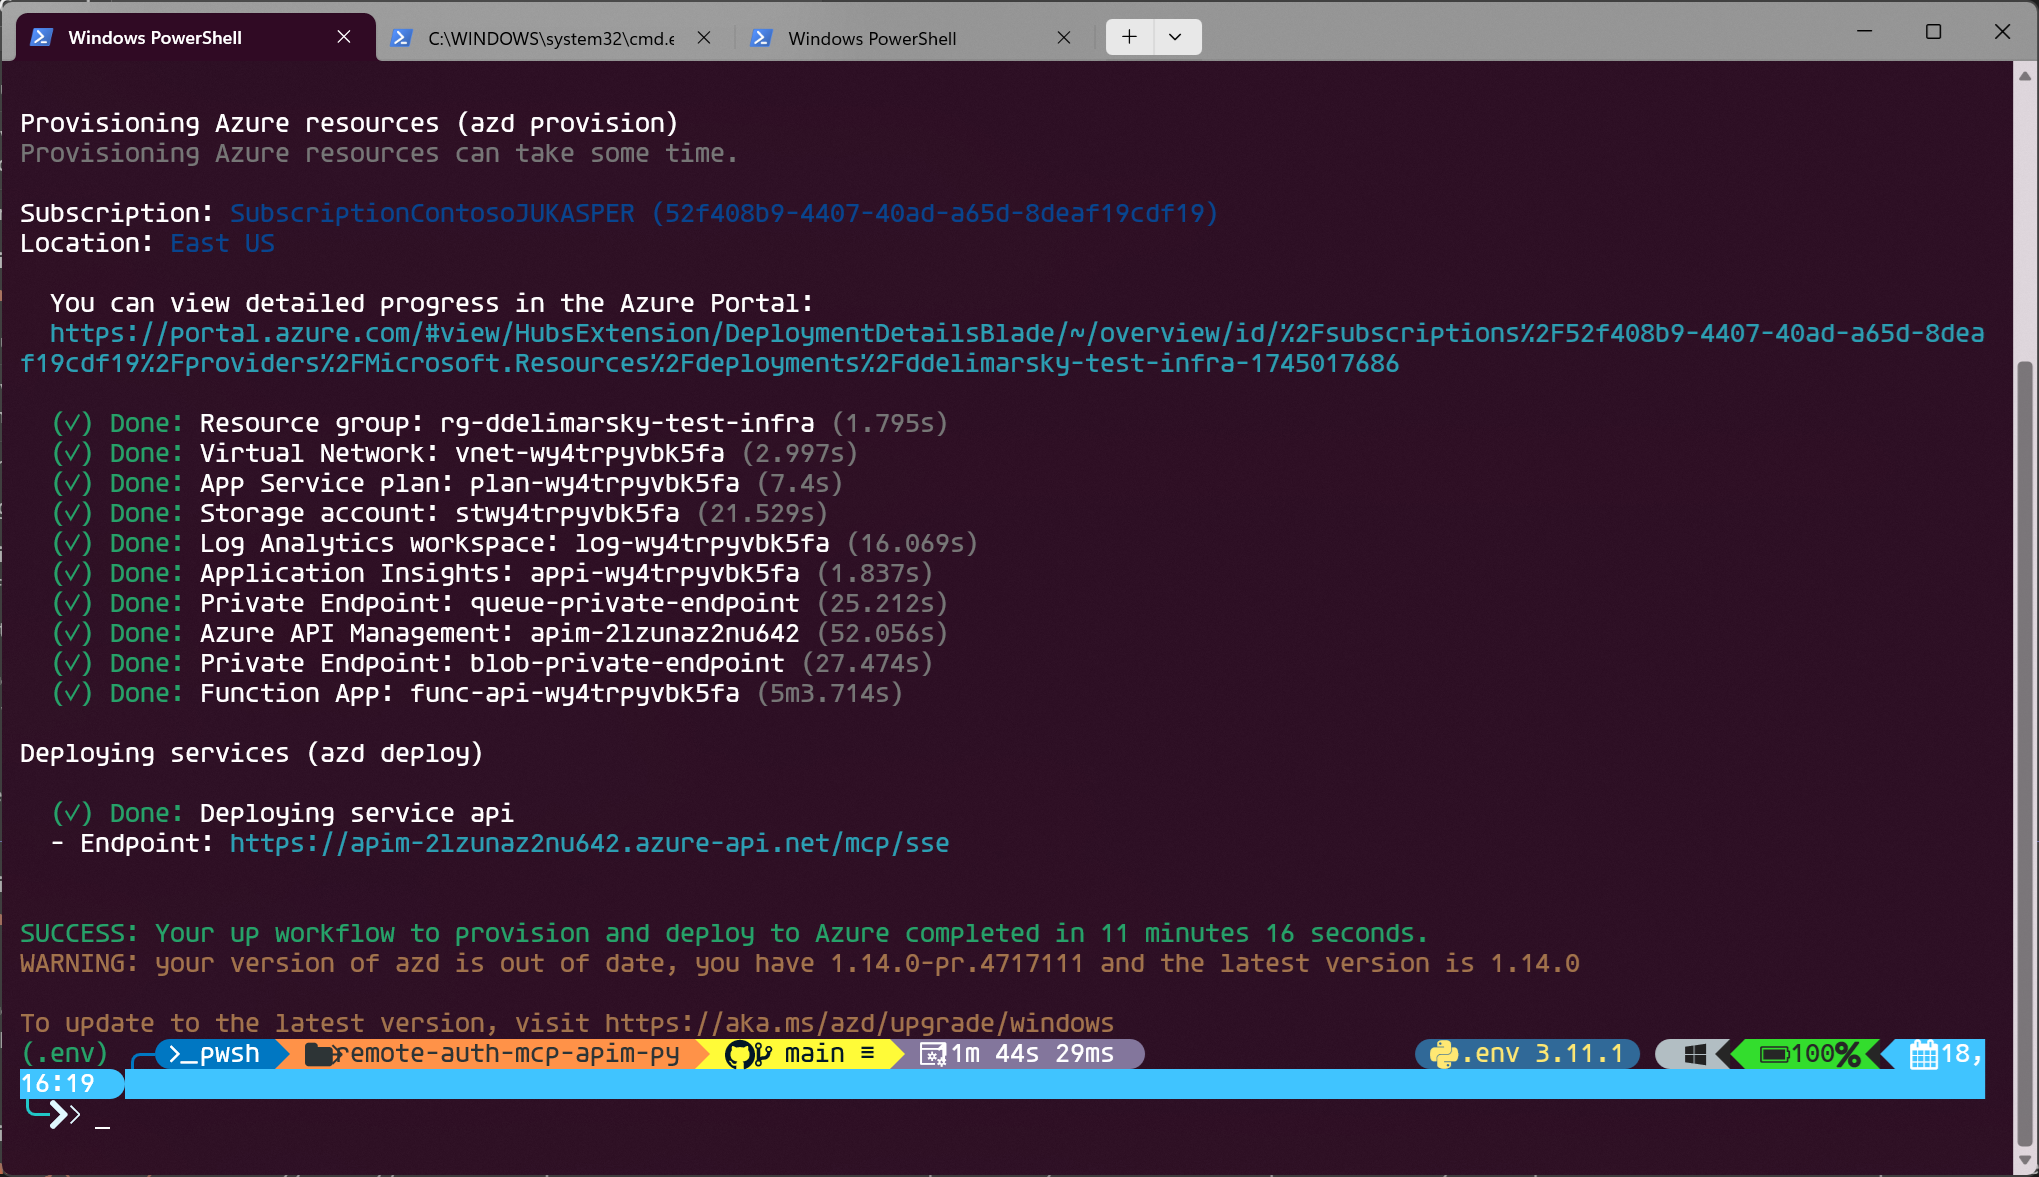 Windows PowerShell
C:\WINDOWS\system32\cmd.e
Windows PowerShell
Provisioning Azure resources (azd provision)
Provisioning Azure resources can take some time.
Subscription: SubscriptionContosoJUKASPER (52f408b9-4407-40ad-a65d-8deaf19cdf19)
Location: East US
You can view detailed progress in the Azure Portal:
https://portal.azure.com/#view/HubsExtension/DeploymentDetailsBlade/~/overview/id/%2Fsubscriptions%2F52f408b9-4407-40ad-a65d-8dea
f19cdf19%2Fproviders%2FMicrosoft.Resources%2Fdeployments%2Fddelimarsky-test-infra-1745017686
(✓) Done: Resource group: rg-ddelimarsky-test-infra (1.795s)
(✓) Done: Virtual Network: vnet-wy4trpyvbk5fa (2.997s)
(✓) Done: App Service plan: plan-wy4trpyvbk5fa (7.4s)
(✓) Done: Storage account: stwy4trpyvbk5fa (21.529s)
(✓) Done: Log Analytics workspace: log-wy4trpyvbk5fa (16.069s)
(✓) Done: Application Insights: appi-wy4trpyvbk5fa (1.837s)
(✓) Done: Private Endpoint: queue-private-endpoint (25.212s)
(✓) Done: Azure API Management: apim-2lzunaz2nu642 (52.056s)
(✓) Done: Private Endpoint: blob-private-endpoint (27.474s)
(✓) Done: Function App: func-api-wy4trpyvbk5fa (5m3.714s)
Deploying services (azd deploy)
(✓) Done: Deploying service api
- Endpoint: https://apim-2lzunaz2nu642.azure-api.net/mcp/sse
SUCCESS: Your up workflow to provision and deploy to Azure completed in 11 minutes 16 seconds.
WARNING: your version of azd is out of date, you have 1.14.0-pr.4717111 and the latest version is 1.14.0
To update to the latest version, visit https://aka.ms/azd/upgrade/windows
(.env) >_pwsh remote-auth-mcp-apim-py main ≡ 1m 44s 29ms .env 3.11.1 100% 18,
16:19
_